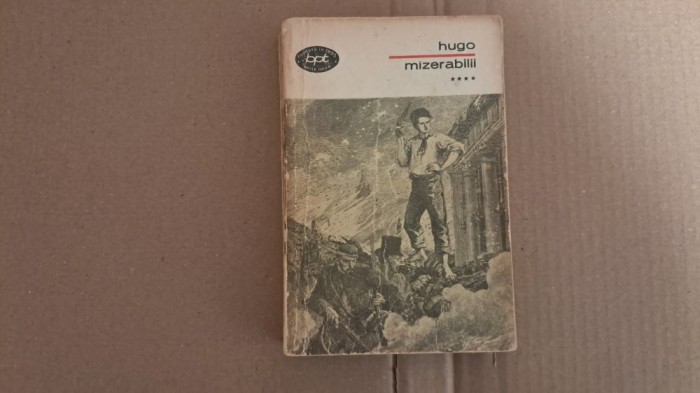 hugo
mizerabilii
****
bpt